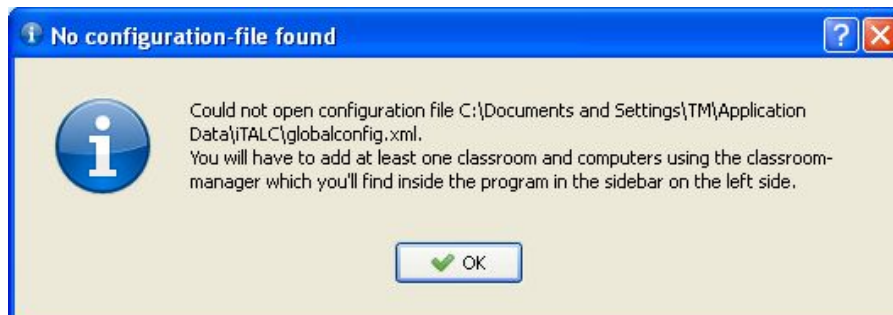 No configuration-file found
Could not open configuration file C:\Documents and Settings\TM\Application
Data\iTALC\globalconfig.xml.
You will have to add at least one classroom and computers using the classroom-
manager which you'll find inside the program in the sidebar on the left side.
OK